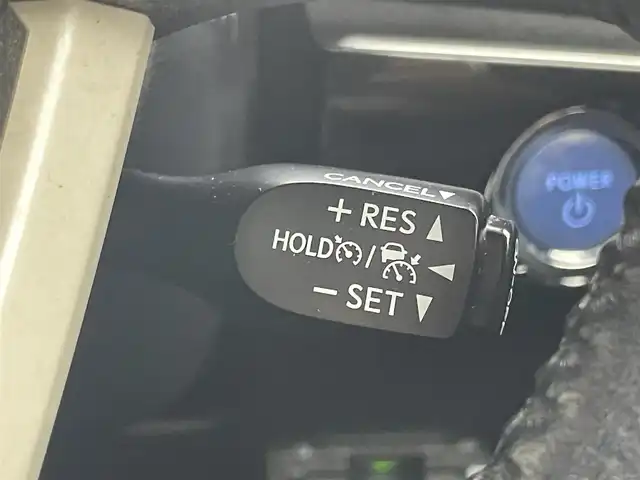 CANCEL▼
+ RES ▲
HOLD / ◀
− SET ▼
POWER